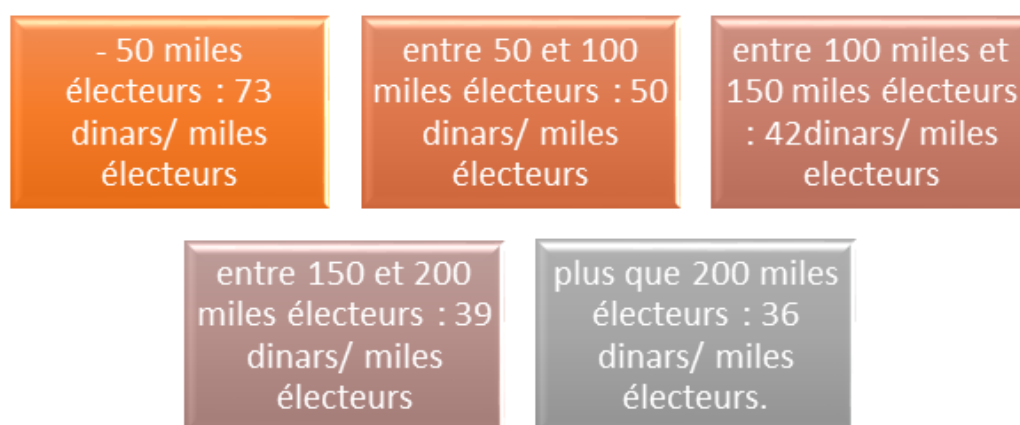 - 50 miles
électeurs : 73
dinars/ miles
électeurs
entre 50 et 100
miles électeurs : 50
dinars/ miles
électeurs
entre 100 miles et
150 miles électeurs
: 42dinars/ miles
electeurs
entre 150 et 200
miles électeurs : 39
dinars/ miles
électeurs
plus que 200 miles
électeurs : 36
dinars/ miles
électeurs.